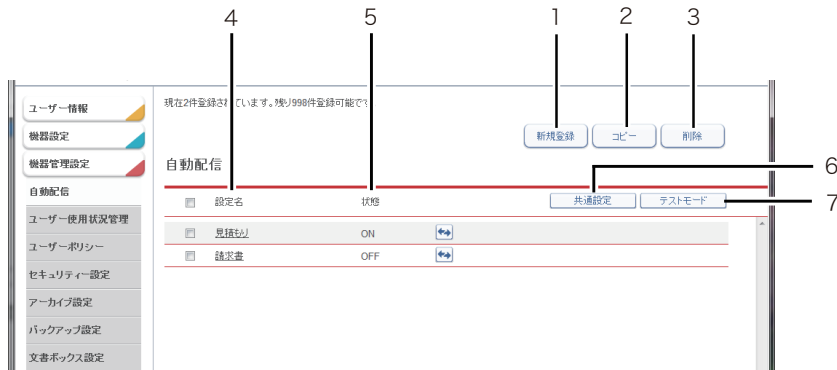 4
5
1
2
3
現在2件登録されています。残り998件登録可能です
新規登録
コピー
削除
6
7
ユーザー情報
機器設定
機器管理設定
自動配信
ユーザー使用状況管理
ユーザーポリシー
セキュリティー設定
アーカイブ設定
バックアップ設定
文書ボックス設定
自動配信
設定名
状態
共通設定
テストモード
見積もり
ON
請求書
OFF